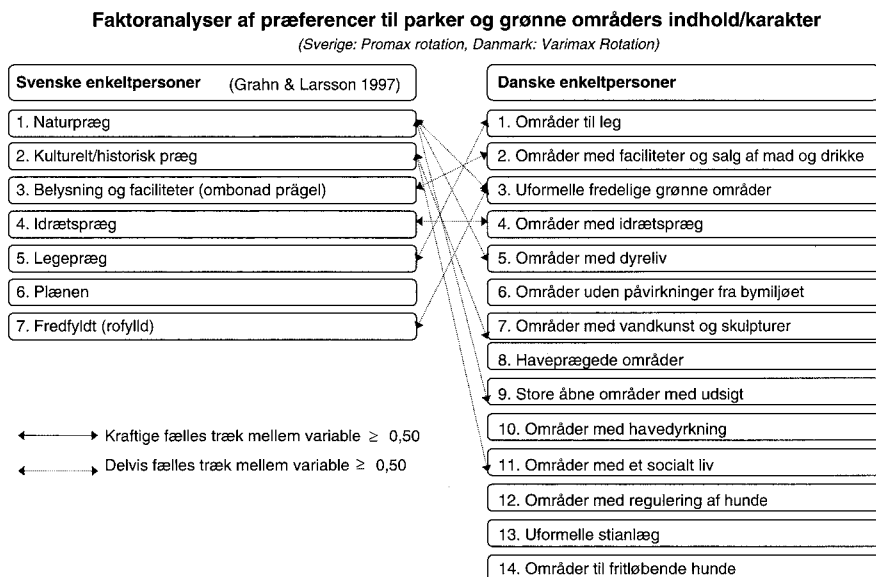 Faktoranalyser af præferencer til parker og grønne områders indhold/karakter
(Sverige: Promax rotation, Danmark: Varimax Rotation)
Svenske enkeltpersoner (Grahn & Larsson 1997)
1. Naturpræg
2. Kulturelt/historisk præg
3. Belysning og faciliteter (ombonad prägel)
4. Idrætspræg
5. Legepræg
6. Plænen
7. Fredfyldt (rofylld)
Kraftige fælles træk mellem variable ≥ 0,50
Delvis fælles træk mellem variable ≥ 0,50
Danske enkeltpersoner
1. Områder til leg
2. Områder med faciliteter og salg af mad og drikke
3. Uformelle fredelige grønne områder
4. Områder med idrætspræg
5. Områder med dyreliv
6. Områder uden påvirkninger fra bymiljøet
7. Områder med vandkunst og skulpturer
8. Haveprægede områder
9. Store åbne områder med udsigt
10. Områder med havedyrkning
11. Områder med et socialt liv
12. Områder med regulering af hunde
13. Uformelle stianlæg
14. Områder til fritløbende hunde